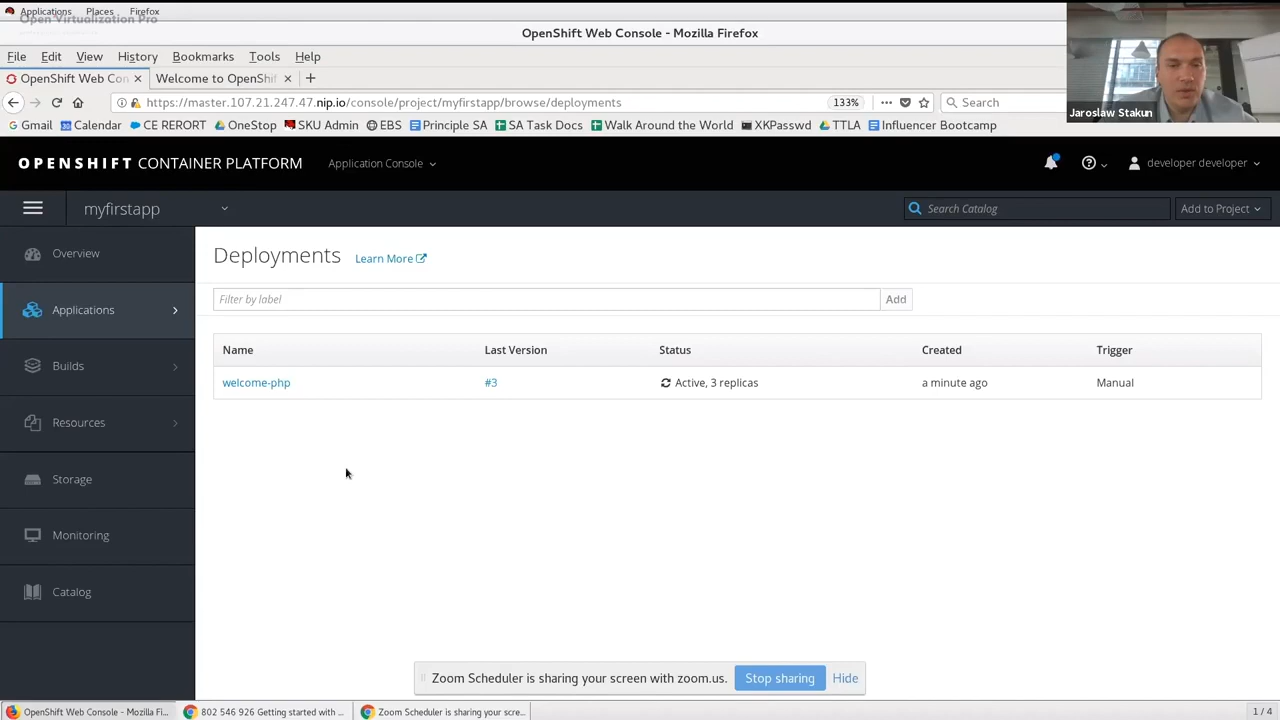 Applications Places Firefox
Open Virtualization Pro
OpenShift Web Console - Mozilla Firefox
File Edit View History Bookmarks Tools Help
OpenShift Web Con Welcome to OpenShif
https://master.107.21.247.47.nip.io/console/project/myfirstapp/browse/deployments 133% Search
Gmail Calendar CE RERORT OneStop SKU Admin EBS Principle SA SA Task Docs Walk Around the World XKPasswd TTLA Influencer Bootcamp
Jaroslaw Stakun
OPENSHIFT CONTAINER PLATFORM Application Console developer developer
myfirstapp Search Catalog Add to Project
Overview
Applications
Builds
Resources
Storage
Monitoring
Catalog
Deployments Learn More
Filter by label Add
Name Last Version Status Created Trigger
welcome-php #3 Active, 3 replicas a minute ago Manual
Zoom Scheduler is sharing your screen with zoom.us. Stop sharing Hide
OpenShift Web Console - Mozilla Fi... 802 546 926 Getting started with ... Zoom Scheduler is sharing your scre... 1 / 4